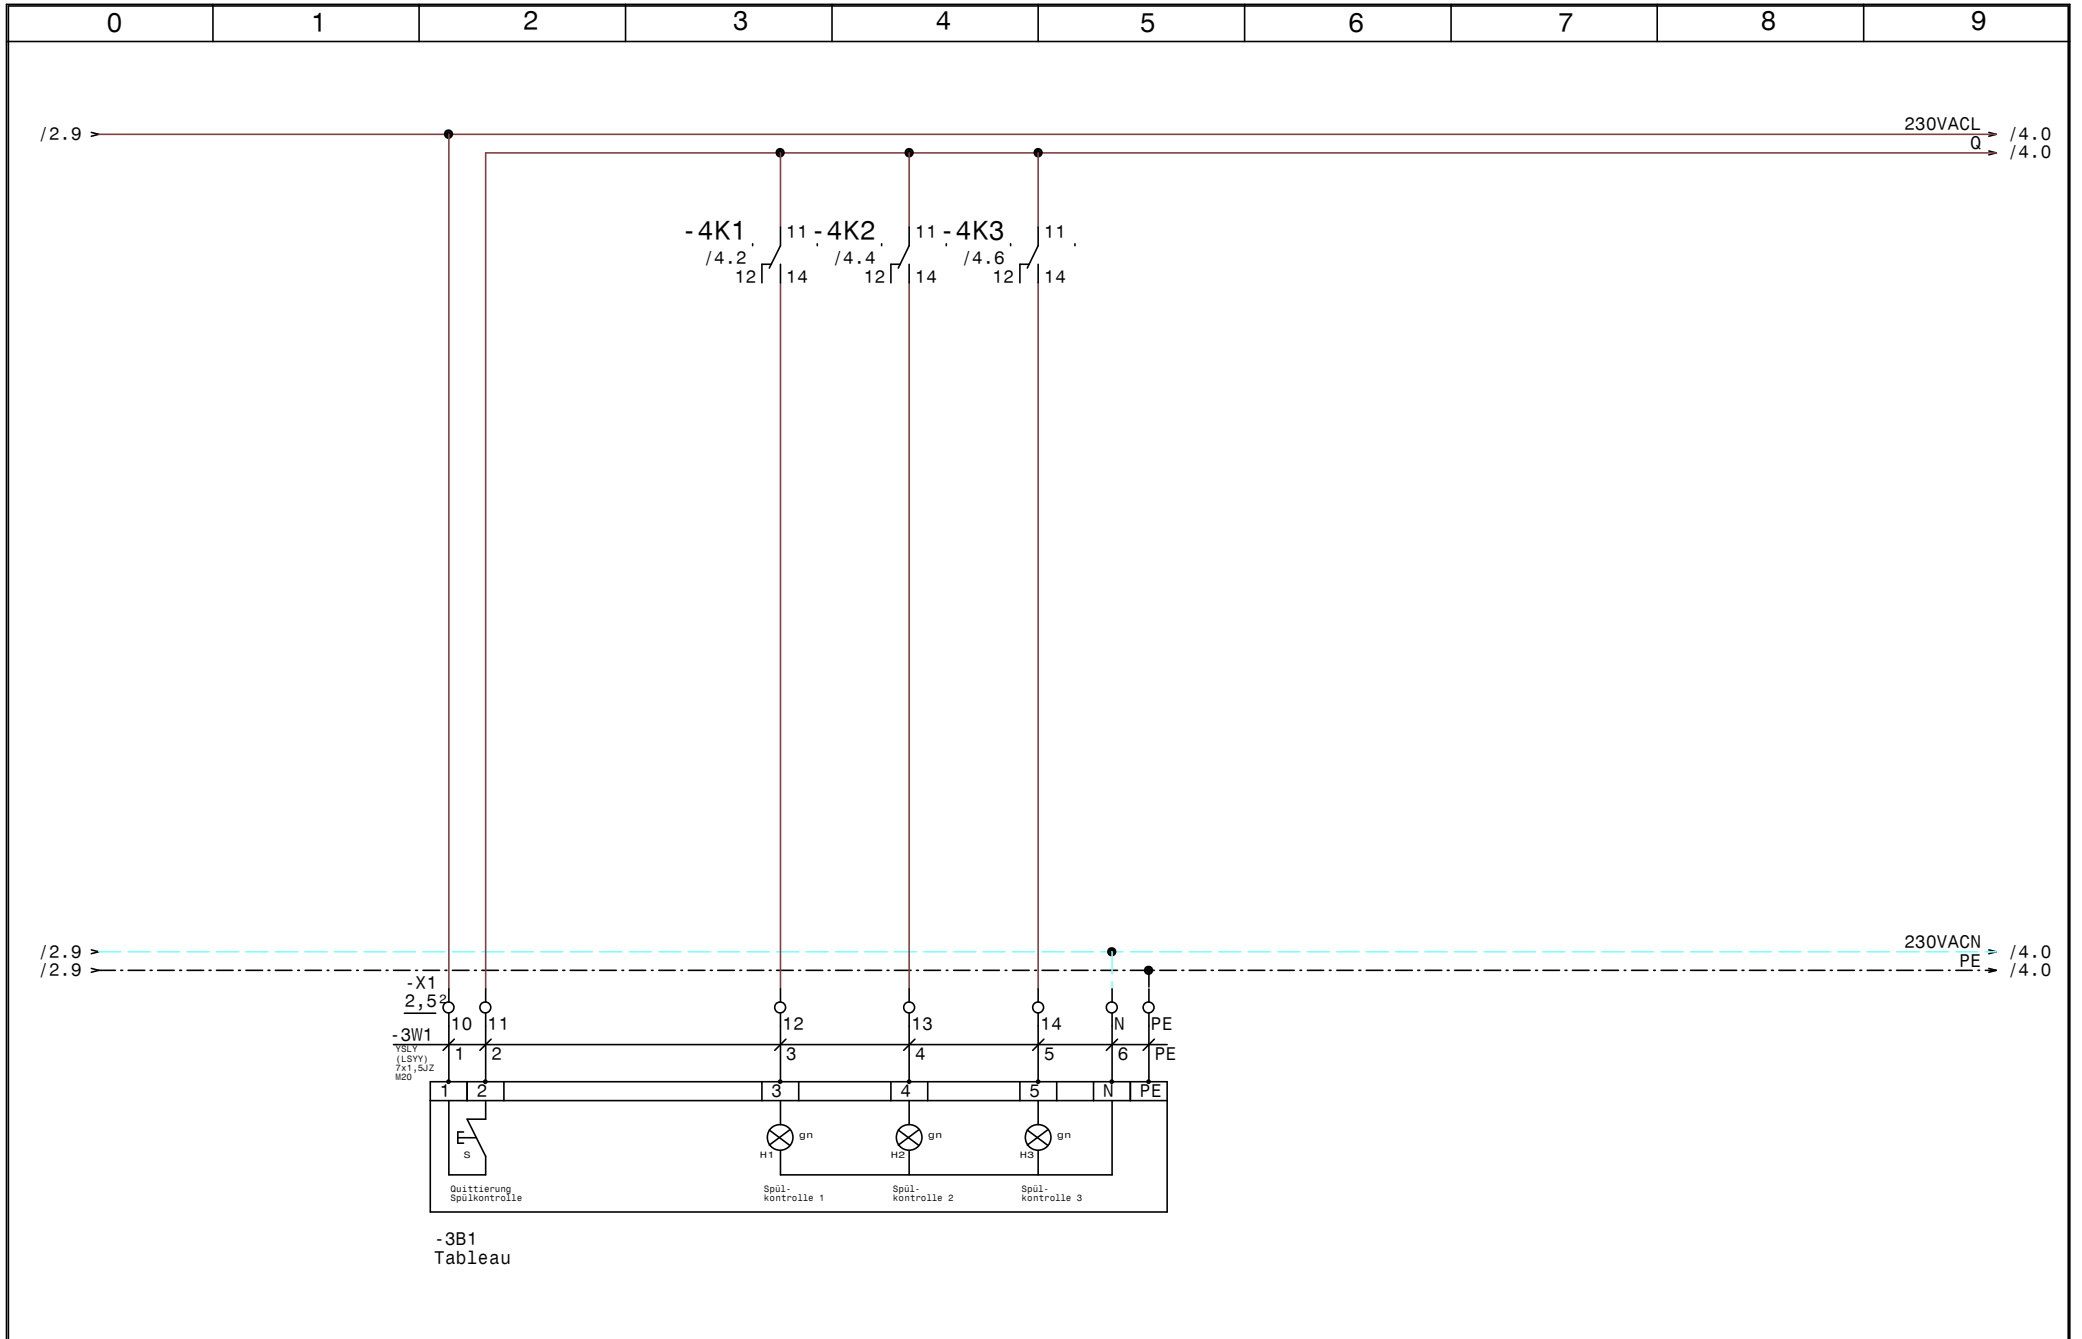 0 1 2 3 4 5 6 7 8 9
230VACL
/2.9 /4.0
Q /4.0
-4K1 11 -4K2 11 -4K3 11
/4.2 /4.4 /4.6
12 14 12 14 12 14
230VACN
/2.9 /4.0
/2.9 PE /4.0
-X1
2,5²
10 11 12 13 14 N PE
-3W1
YSLY
(LSYY)
7x1,5JZ
M20
1 2 3 4 5 6 PE
1 2 3 4 5 N PE
gn gn gn
S H1 H2 H3
Quittierung
Spülkontrolle
Spül-
kontrolle 1
Spül-
kontrolle 2
Spül-
kontrolle 3
-3B1
Tableau